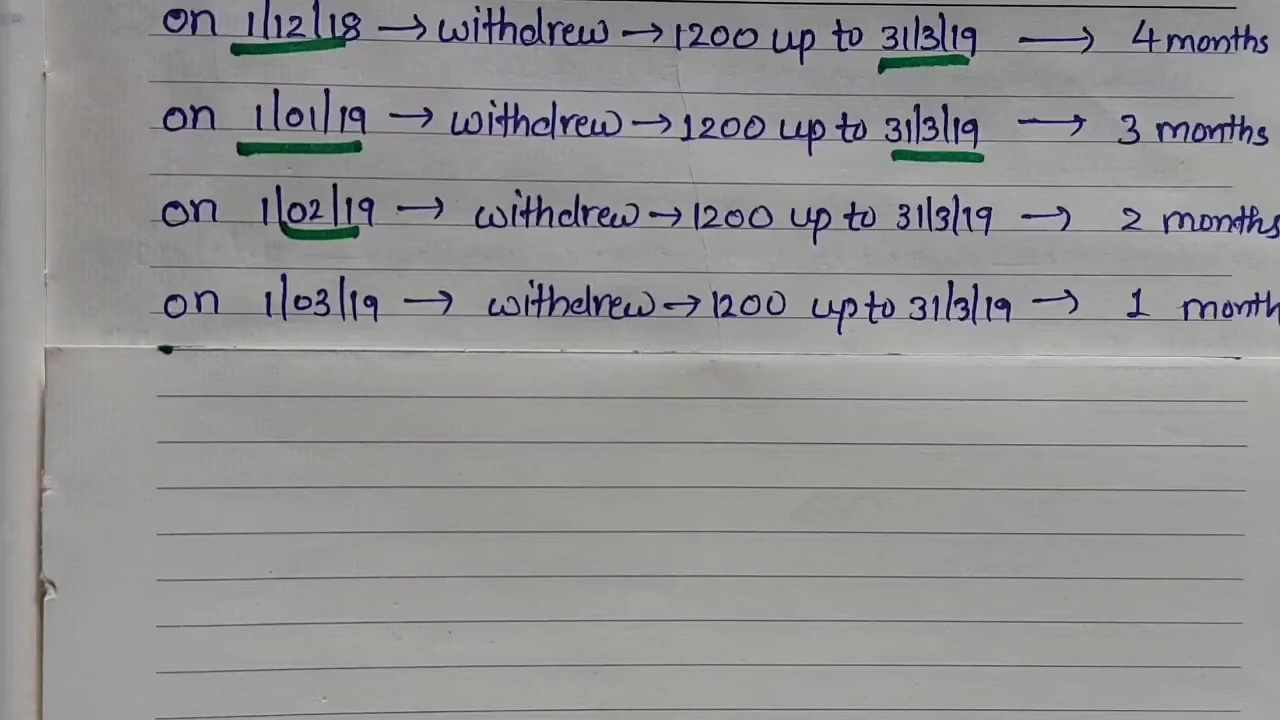 on 1/12/18 → withdrew → 1200 up to 31/3/19 → 4 months
on 1/01/19 → withdrew → 1200 up to 31/3/19 → 3 months
on 1/02/19 → withdrew → 1200 up to 31/3/19 → 2 months
on 1/03/19 → withdrew → 1200 up to 31/3/19 → 1 month